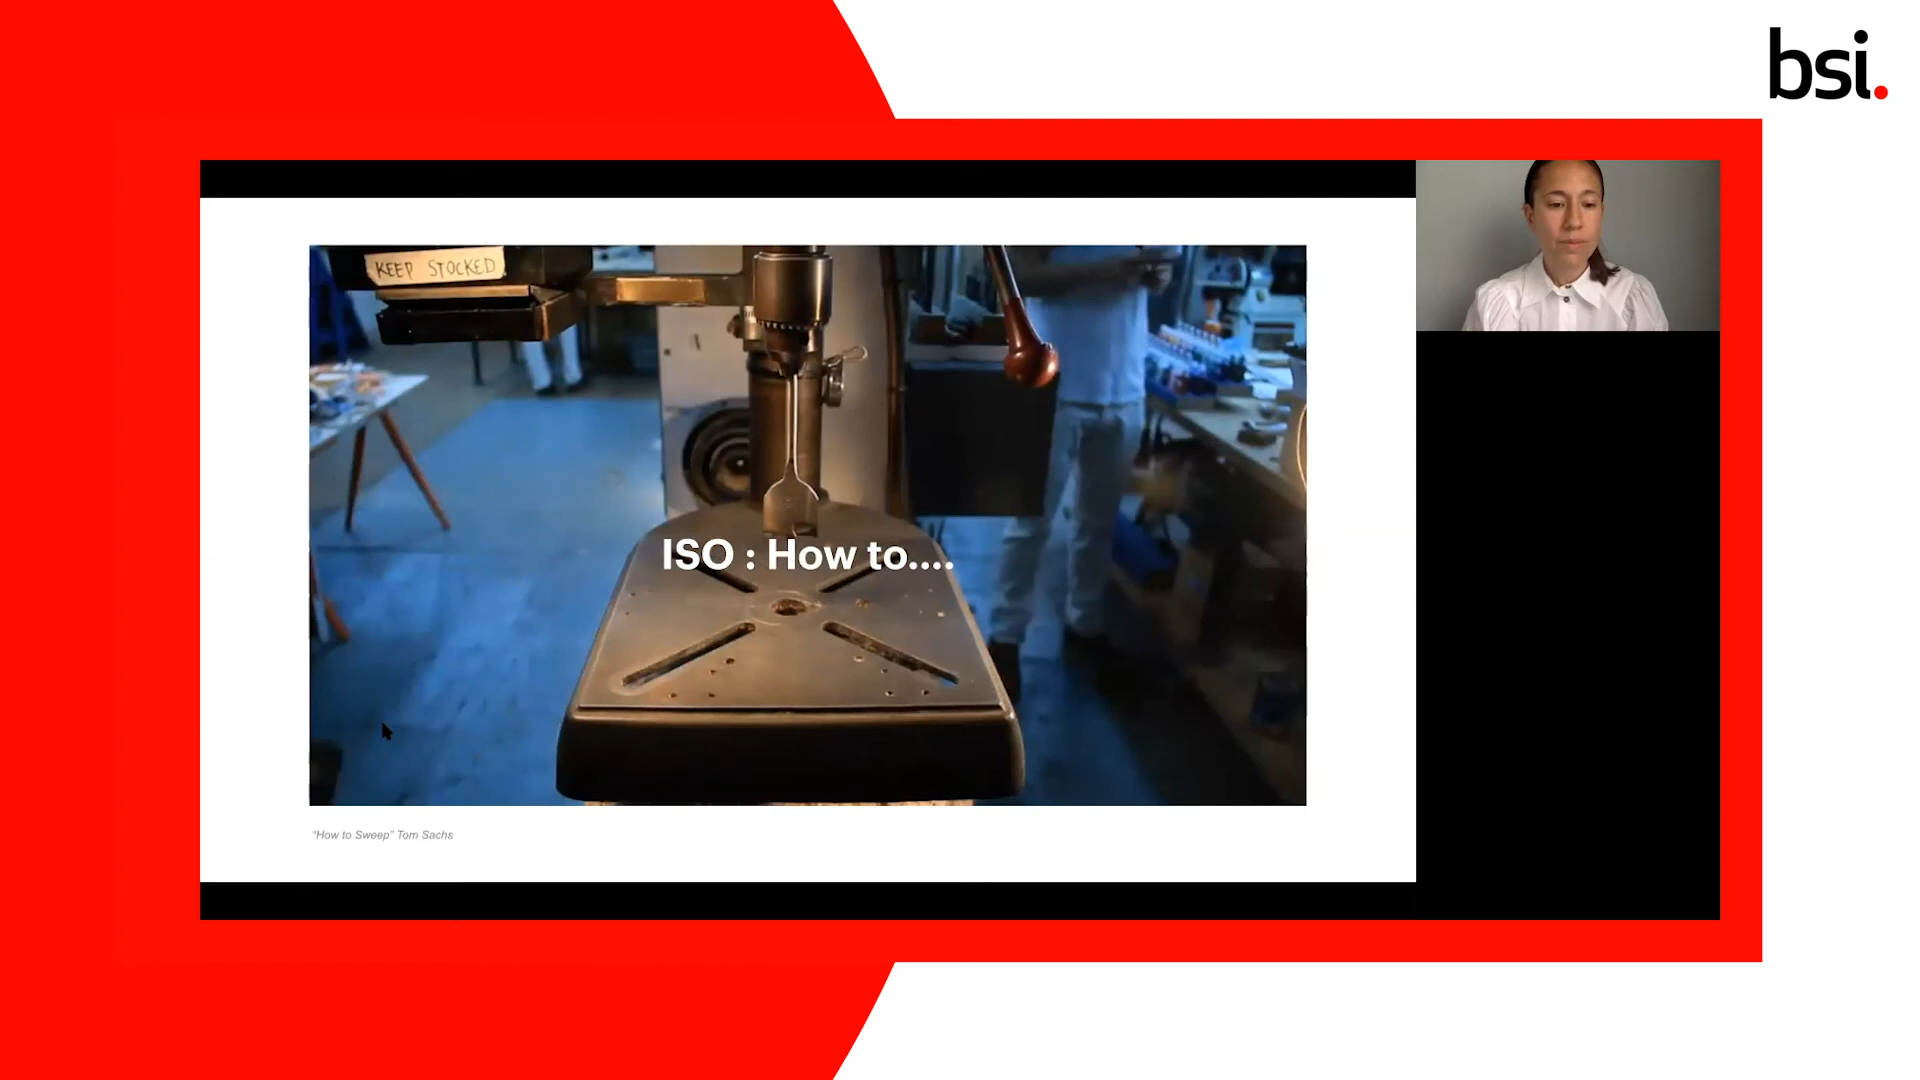 bsi.
KEEP STOCKED
ISO : How to....
“How to Sweep” Tom Sachs